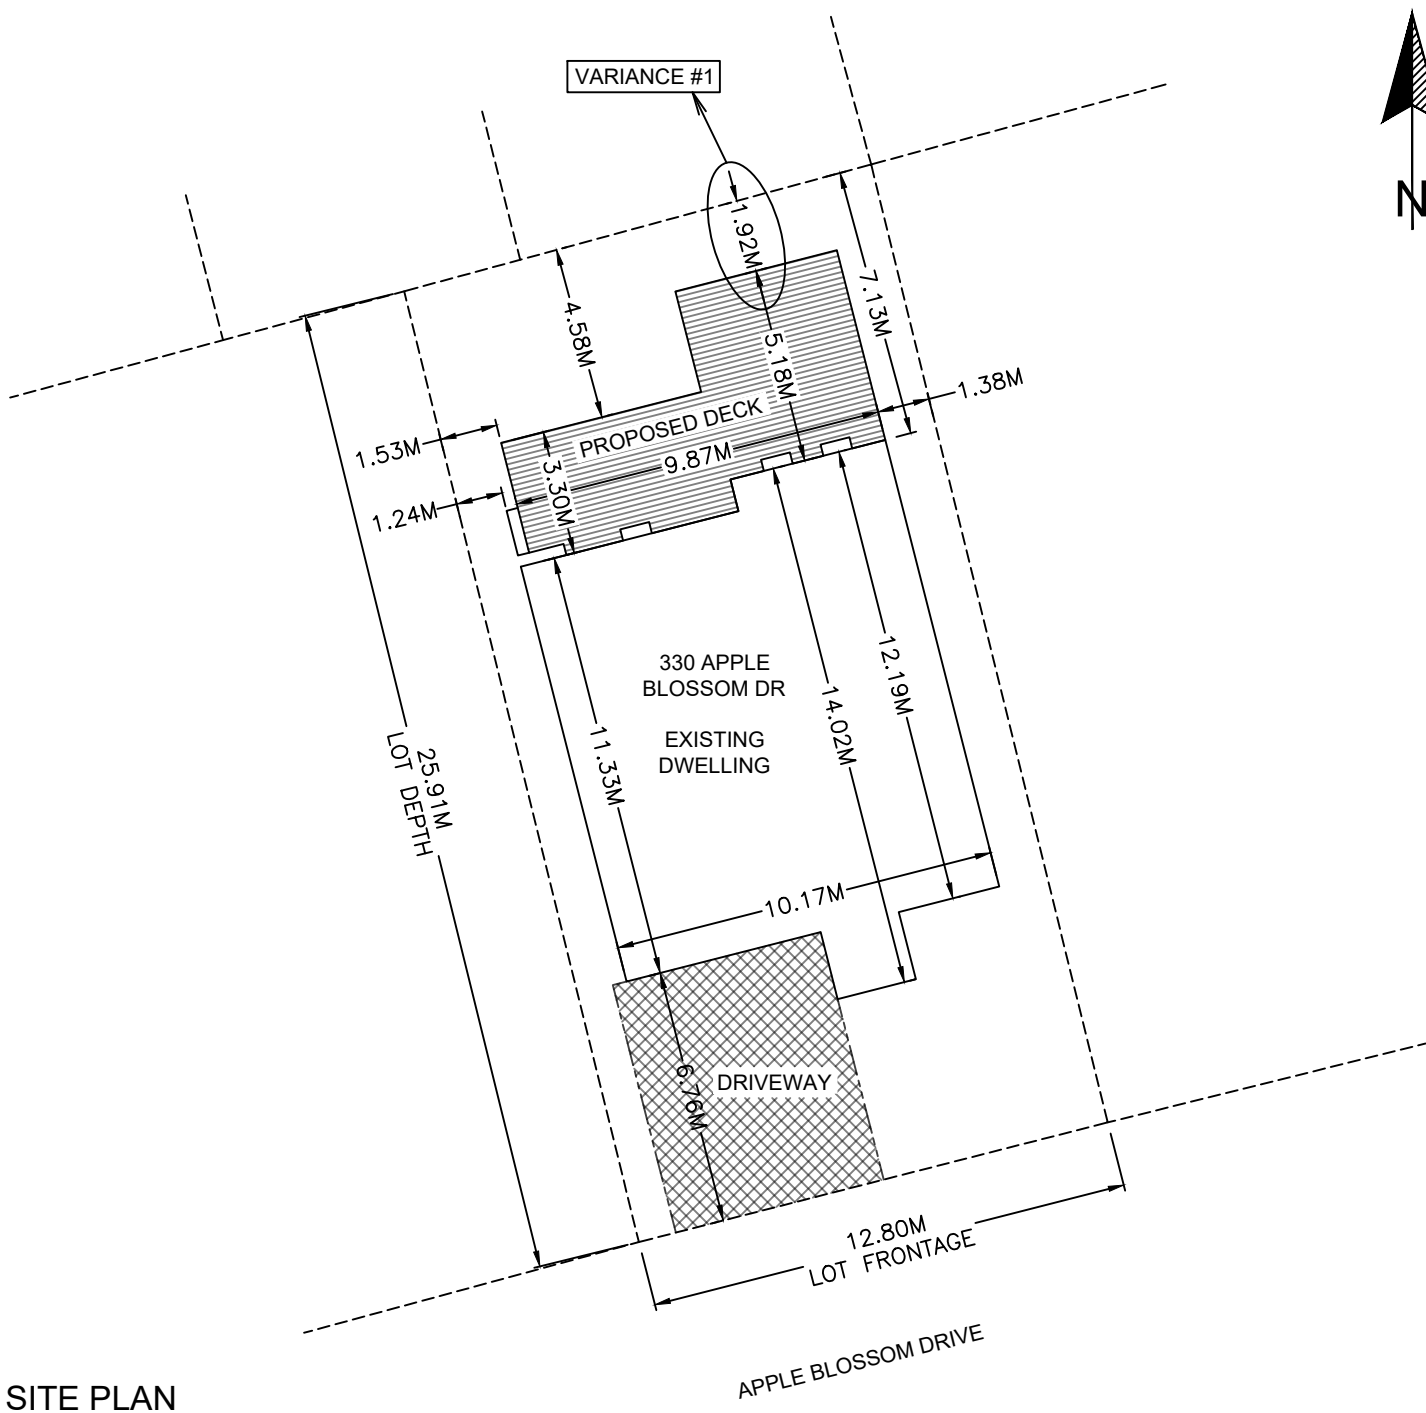 VARIANCE #1
N
1.92M
7.13M
4.58M
5.18M
1.38M
PROPOSED DECK
1.53M
9.87M
3.30M
1.24M
330 APPLE
BLOSSOM DR
EXISTING
DWELLING
12.19M
14.02M
11.33M
25.91M
LOT DEPTH
10.17M
DRIVEWAY
6.76M
12.80M
LOT FRONTAGE
APPLE BLOSSOM DRIVE
SITE PLAN